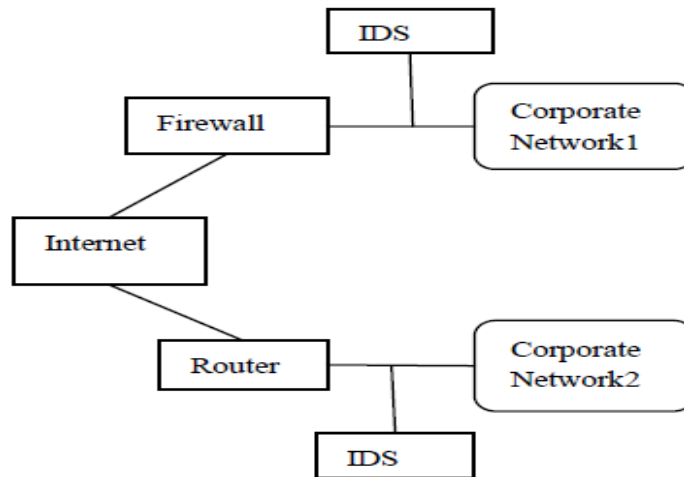 IDS
Firewall
Corporate
Network1
Internet
Router
Corporate
Network2
IDS